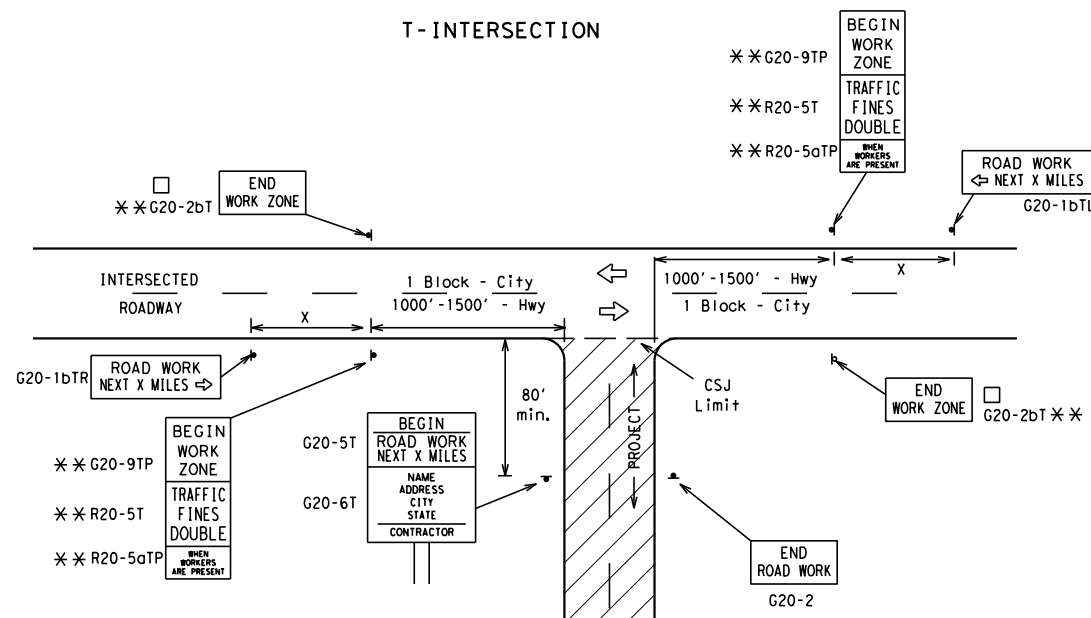 T-INTERSECTION
BEGIN
WORK
ZONE
TRAFFIC
FINES
DOUBLE
WHEN
WORKERS
ARE PRESENT
✳✳G20-9TP
✳✳R20-5T
✳✳R20-5aTP
ROAD WORK
⇦ NEXT X MILES
G20-1bTL
□
✳✳G20-2bT
END
WORK ZONE
INTERSECTED
ROADWAY
1 Block - City
1000'-1500' - Hwy
1000'-1500' - Hwy
1 Block - City
X
X
G20-1bTR
ROAD WORK
NEXT X MILES ⇨
80'
min.
CSJ
Limit
PROJECT
END
WORK ZONE
□
G20-2bT ✳✳
✳✳G20-9TP
✳✳R20-5T
✳✳R20-5aTP
BEGIN
WORK
ZONE
TRAFFIC
FINES
DOUBLE
WHEN
WORKERS
ARE PRESENT
G20-5T
G20-6T
BEGIN
ROAD WORK
NEXT X MILES
NAME
ADDRESS
CITY
STATE
CONTRACTOR
END
ROAD WORK
G20-2